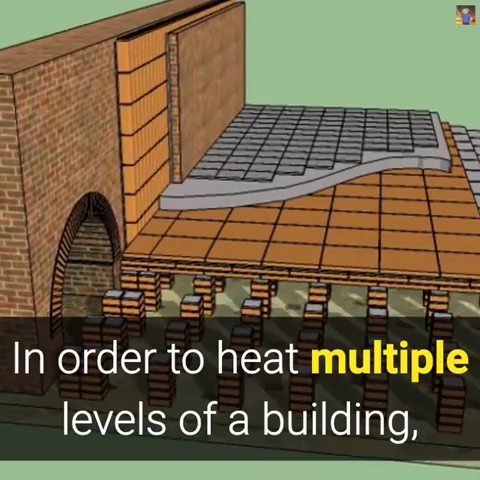 In order to heat multiple
levels of a building,